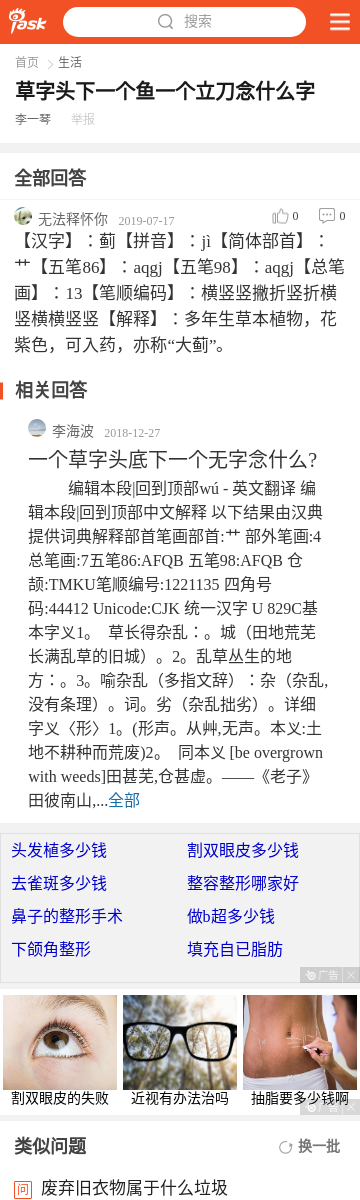 iask
搜索
首页 > 生活
草字头下一个鱼一个立刀念什么字
李一琴 举报
全部回答
无法释怀你 2019-07-17 0 0
【汉字】：蓟【拼音】：jì【简体部首】：
艹【五笔86】：aqgj【五笔98】：aqgj【总笔
画】：13【笔顺编码】：横竖竖撇折竖折横
竖横横竖竖【解释】：多年生草本植物，花
紫色，可入药，亦称“大蓟”。
相关回答
李海波 2018-12-27
一个草字头底下一个无字念什么?
编辑本段|回到顶部wú - 英文翻译 编
辑本段|回到顶部中文解释 以下结果由汉典
提供词典解释部首笔画部首:艹 部外笔画:4
总笔画:7五笔86:AFQB 五笔98:AFQB 仓
颉:TMKU笔顺编号:1221135 四角号
码:44412 Unicode:CJK 统一汉字 U 829C基
本字义1。 草长得杂乱：。城（田地荒芜
长满乱草的旧城）。2。乱草丛生的地
方：。3。喻杂乱（多指文辞）：杂（杂乱,
没有条理）。词。劣（杂乱拙劣）。详细
字义〈形〉1。(形声。从艸,无声。本义:土
地不耕种而荒废)2。 同本义 [be overgrown
with weeds]田甚芜,仓甚虚。——《老子》
田彼南山,...全部
头发植多少钱 割双眼皮多少钱
去雀斑多少钱 整容整形哪家好
鼻子的整形手术 做b超多少钱
下颌角整形 填充自已脂肪
广告
割双眼皮的失败 近视有办法治吗 抽脂要多少钱啊
广告
类似问题 换一批
问 废弃旧衣物属于什么垃圾